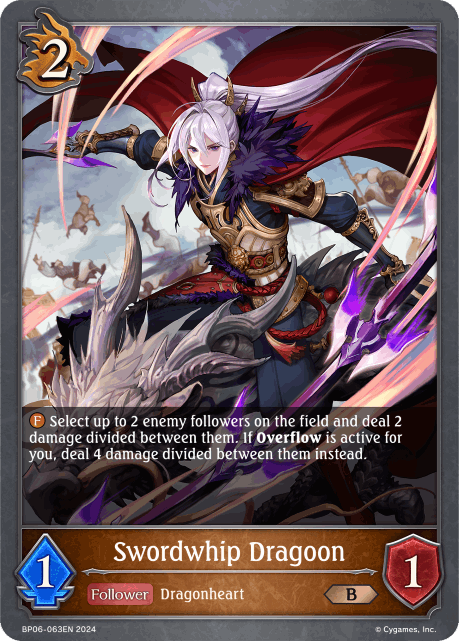 2
F Select up to 2 enemy followers on the field and deal 2
damage divided between them. If Overflow is active for
you, deal 4 damage divided between them instead.
Swordwhip Dragoon
1
Follower Dragonheart
B
1
BP06-063EN 2024
© Cygames, Inc.